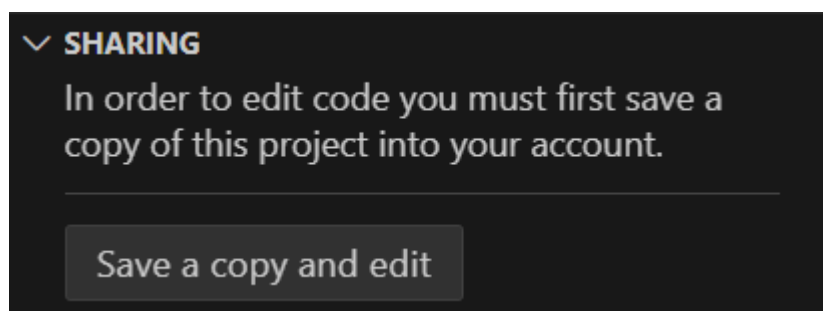 SHARING
In order to edit code you must first save a
copy of this project into your account.
Save a copy and edit